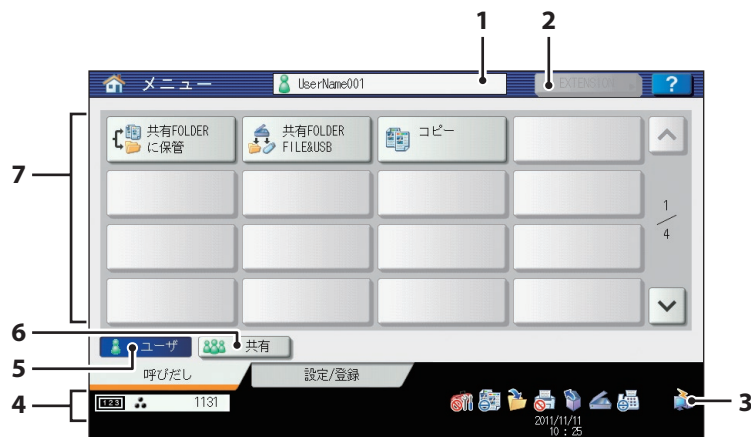 1
2
メニュー
UserName001
EXTENSION
?
共有FOLDER
に保管
共有FOLDER
FILE&USB
コピー
7
1
4
6
ユーザ
共有
5
呼びだし
設定/登録
4
123
1131
3
2011/11/11
10:25